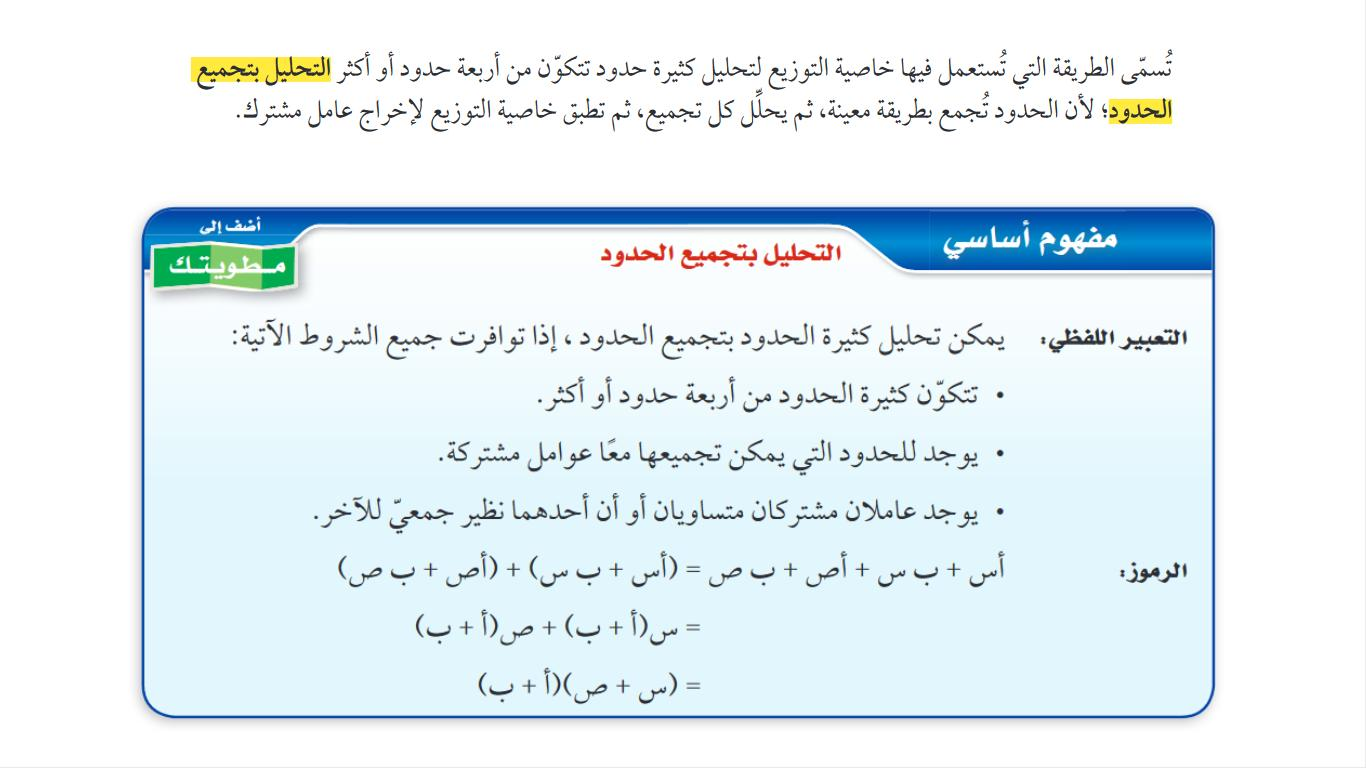 تُسمّى الطريقة التي تُستعمل فيها خاصية التوزيع لتحليل كثيرة حدود تتكوّن من أربعة حدود أو أكثر التحليل بتجميع
الحدود؛ لأن الحدود تُجمع بطريقة معينة، ثم يحلِّل كل تجميع، ثم تطبق خاصية التوزيع لإخراج عامل مشترك.
مفهوم أساسي
التحليل بتجميع الحدود
أضف إلى
مـطويتـك
التعبير اللفظي: يمكن تحليل كثيرة الحدود بتجميع الحدود ، إذا توافرت جميع الشروط الآتية:
• تتكوّن كثيرة الحدود من أربعة حدود أو أكثر.
• يوجد للحدود التي يمكن تجميعها معًا عوامل مشتركة.
• يوجد عاملان مشتركان متساويان أو أن أحدهما نظير جمعيّ للآخر.
الرموز: أس + ب س + أص + ب ص = (أس + ب س) + (أص + ب ص)
= س(أ + ب) + ص(أ + ب)
= (س + ص)(أ + ب)